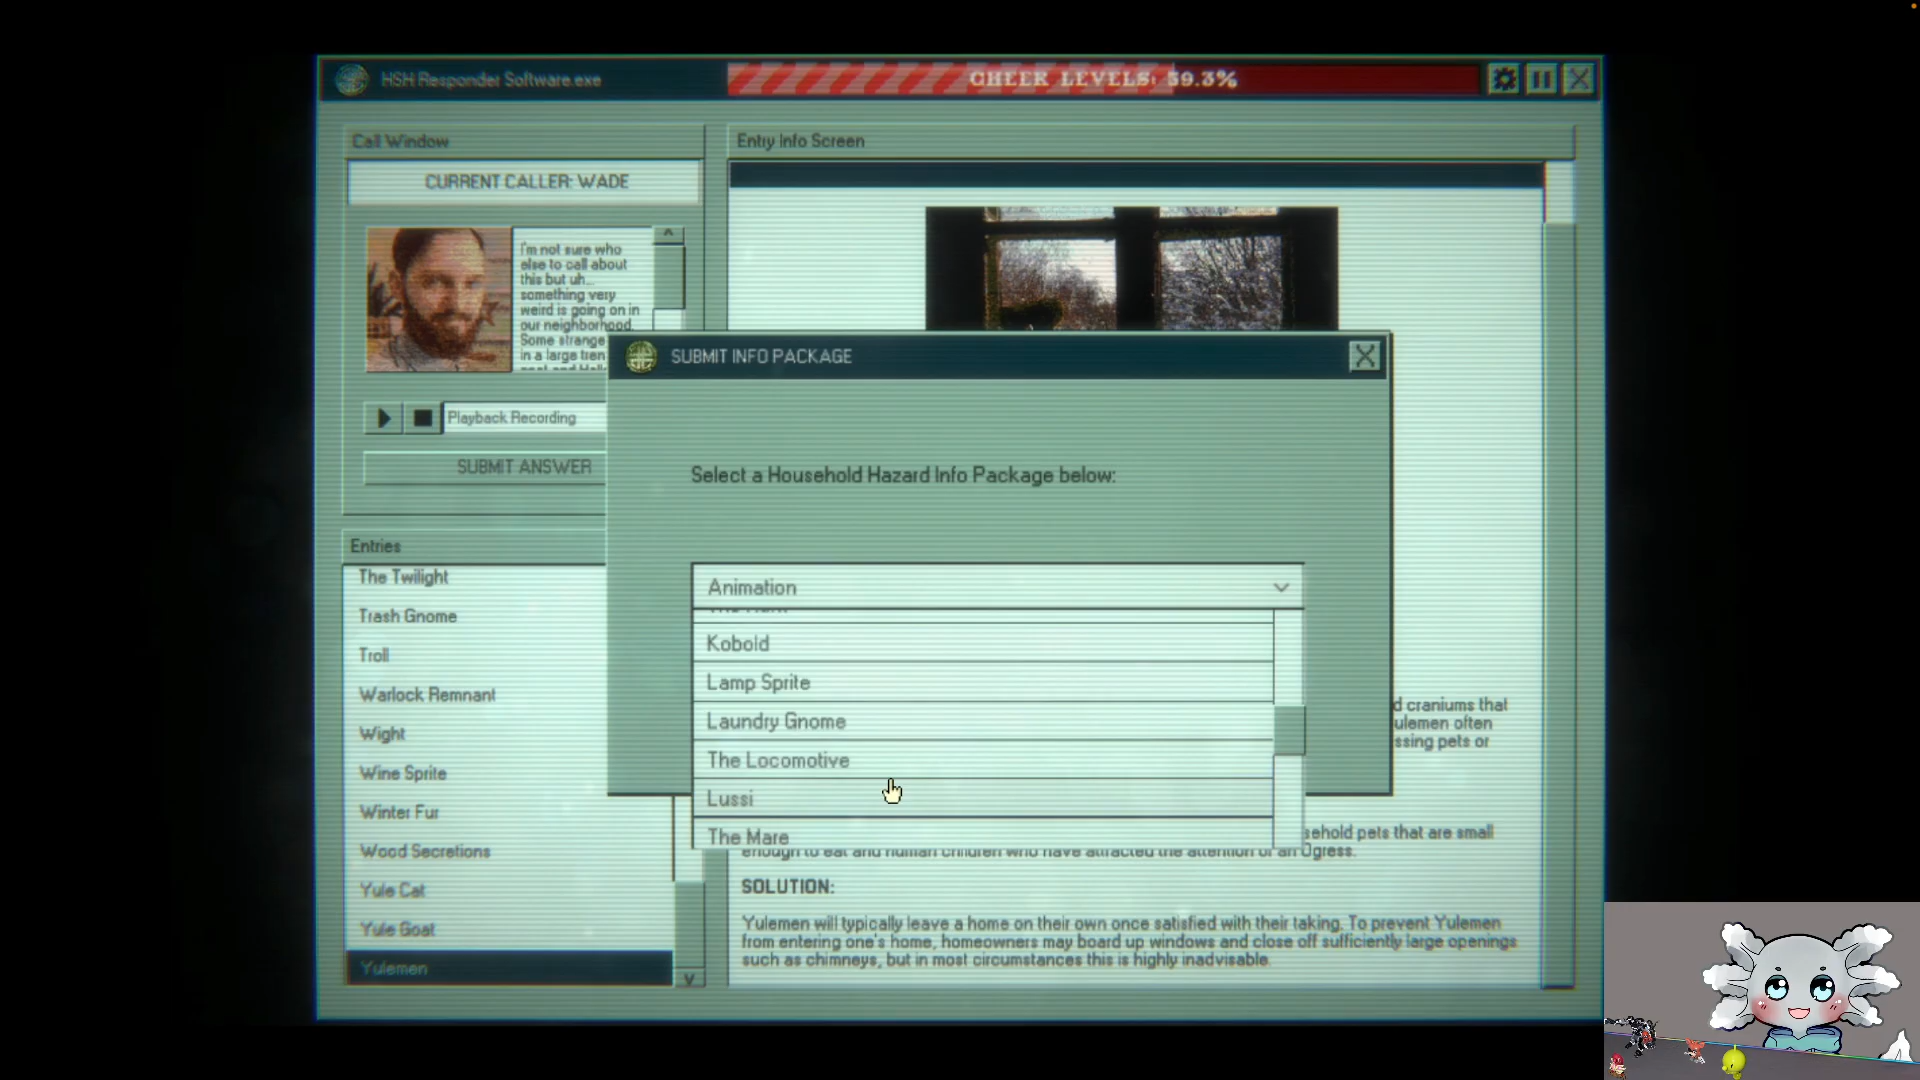 HSH Responder Software.exe
CHEER LEVELS: 59.3%
Call Window
CURRENT CALLER: WADE
I'm not sure who
else to call about
this but uh...
something very
weird is going on in
our neighborhood.
Some strange
in a large tren
Playback Recording
SUBMIT ANSWER
Entries
The Twilight
Trash Gnome
Troll
Warlock Remnant
Wight
Wine Sprite
Winter Fur
Wood Secretions
Yule Cat
Yule Goat
Yulemen
Entry Info Screen
SUBMIT INFO PACKAGE
Select a Household Hazard Info Package below:
Animation
Kobold
Lamp Sprite
Laundry Gnome
The Locomotive
Lussi
The Mare
d craniums that
ulemen often
ssing pets or
sehold pets that are small
enough to eat and human children who have attracted the attention of an Ogress.
SOLUTION:
Yulemen will typically leave a home on their own once satisfied with their taking. To prevent Yulemen
from entering one's home, homeowners may board up windows and close off sufficiently large openings
such as chimneys, but in most circumstances this is highly inadvisable.